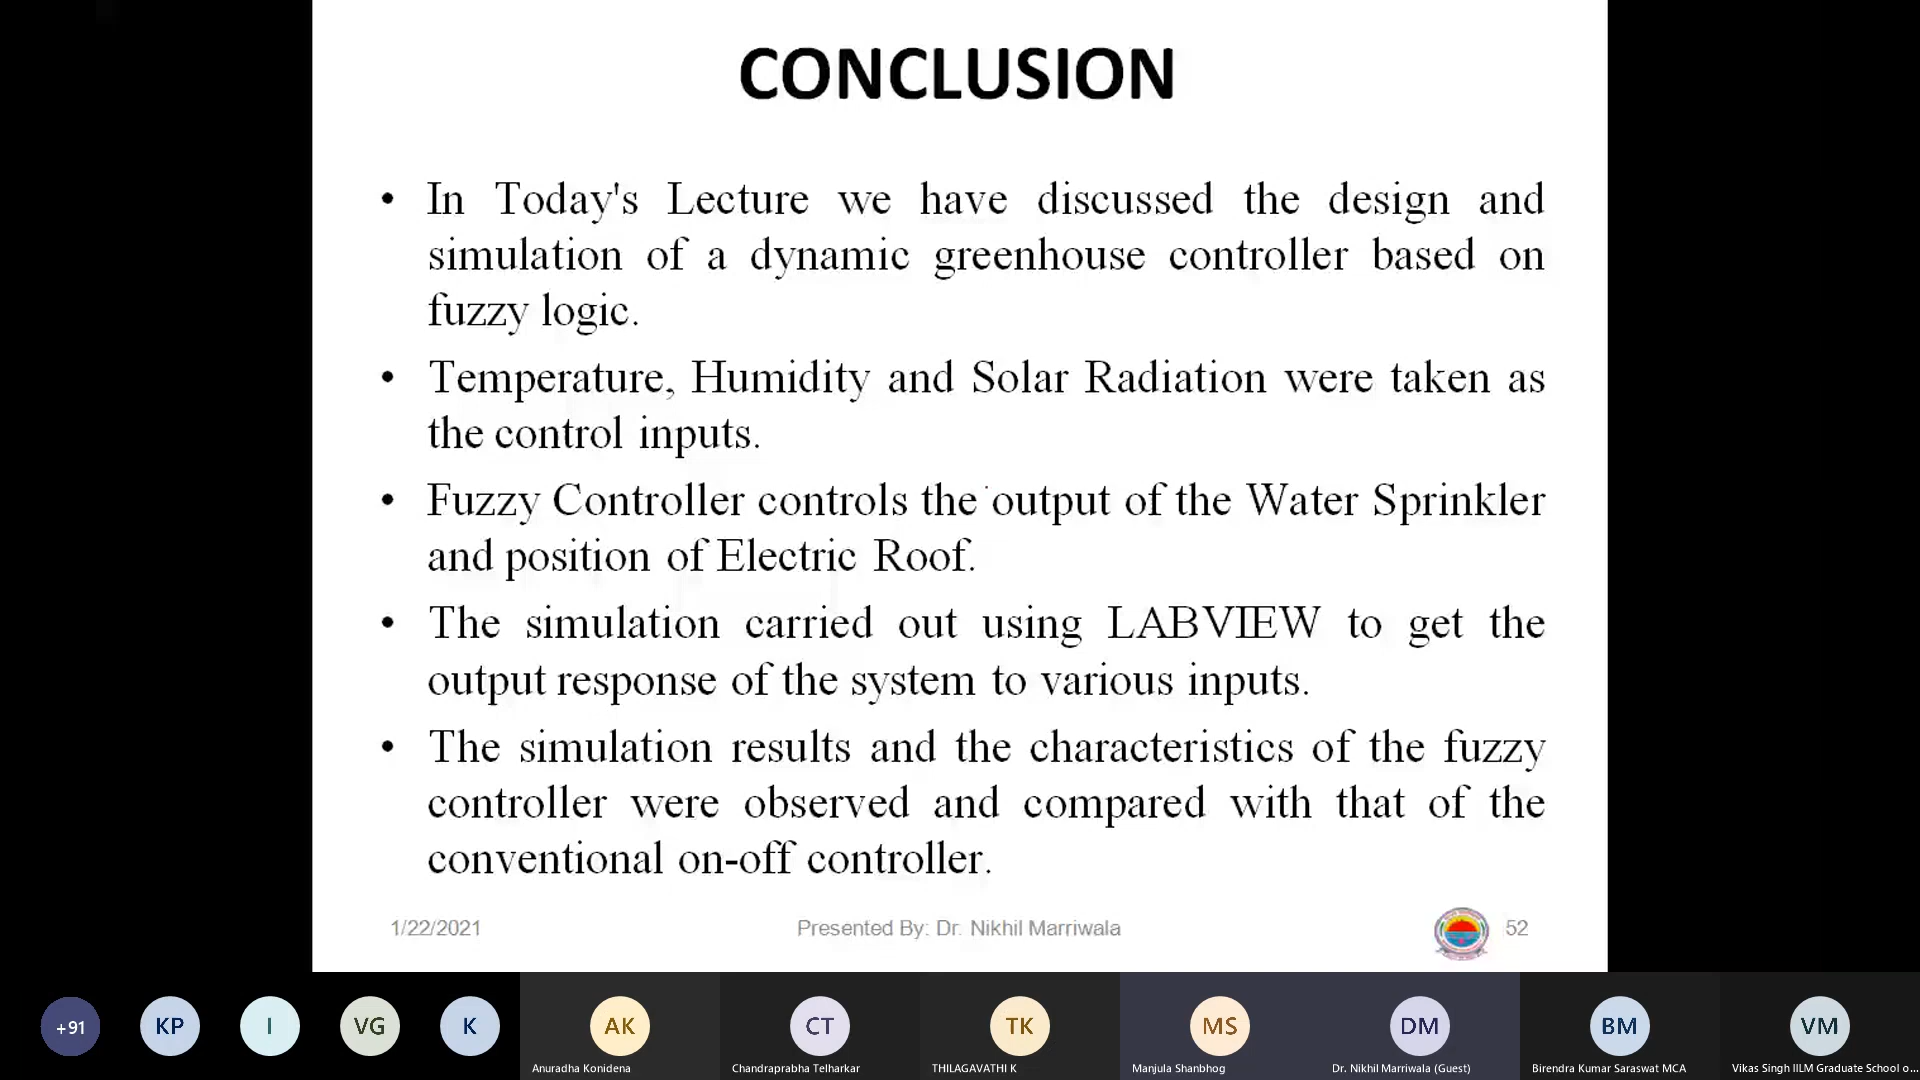 CONCLUSION
• In Today's Lecture we have discussed the design and
simulation of a dynamic greenhouse controller based on
fuzzy logic.
• Temperature, Humidity and Solar Radiation were taken as
the control inputs.
• Fuzzy Controller controls the output of the Water Sprinkler
and position of Electric Roof.
• The simulation carried out using LABVIEW to get the
output response of the system to various inputs.
• The simulation results and the characteristics of the fuzzy
controller were observed and compared with that of the
conventional on-off controller.
1/22/2021 Presented By: Dr. Nikhil Marriwala 52
+91 KP I VG K AK CT TK MS DM BM VM
Anuradha Konidena Chandraprabha Telharkar THILAGAVATHI K Manjula Shanbhog Dr. Nikhil Marriwala (Guest) Birendra Kumar Saraswat MCA Vikas Singh IILM Graduate School o...